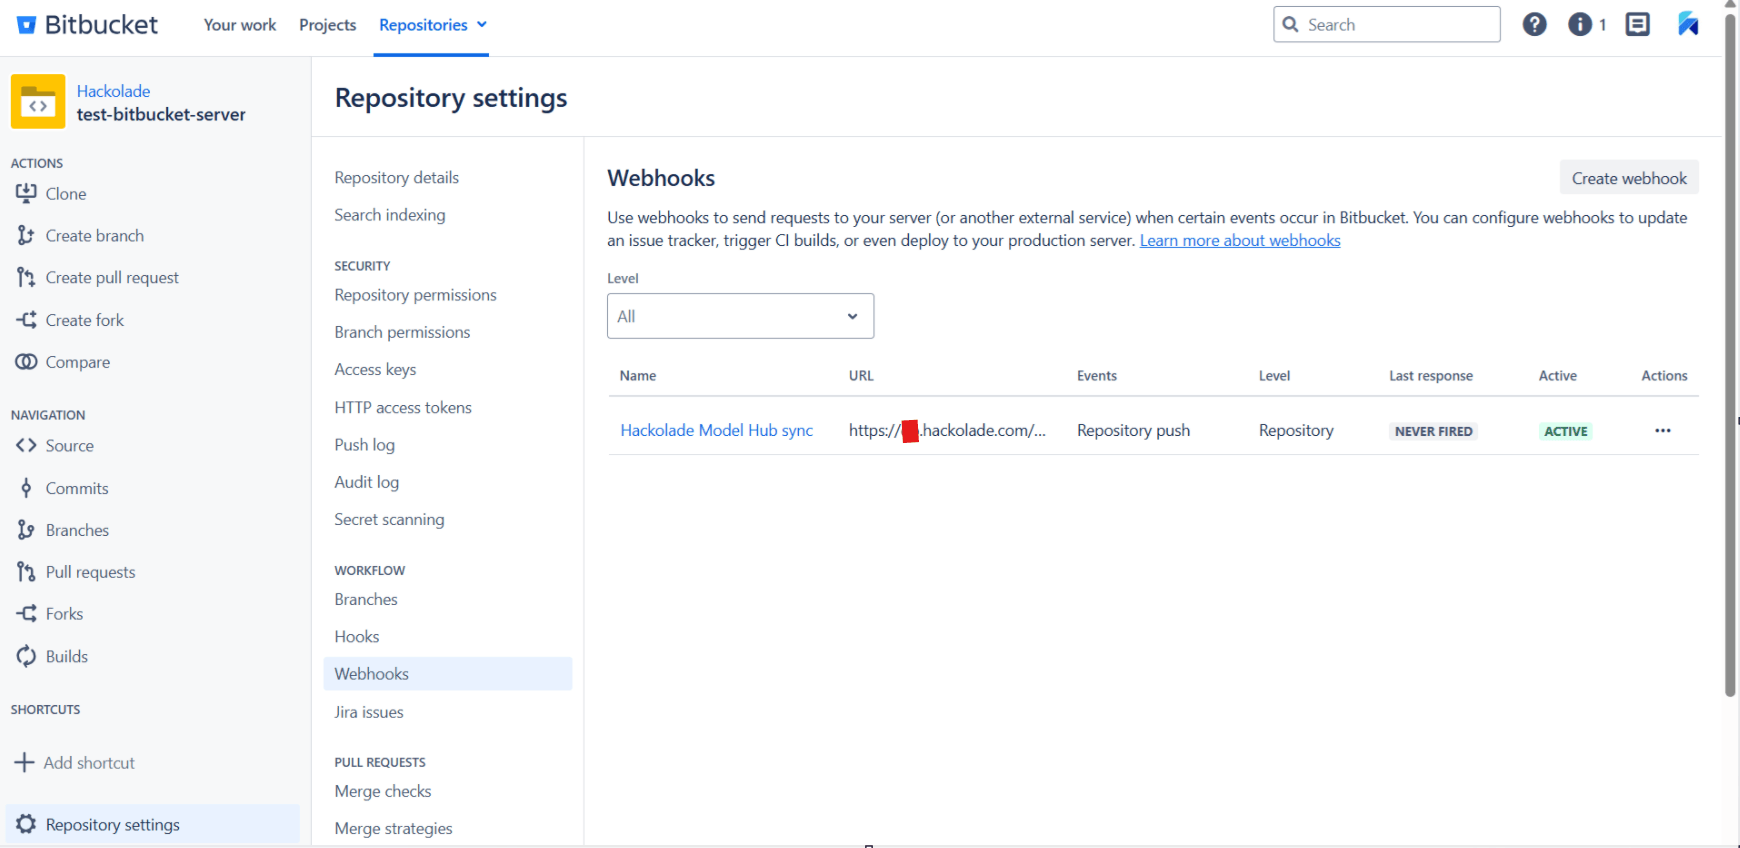 Bitbucket
Your work Projects Repositories
Search
1
Hackolade
test-bitbucket-server
ACTIONS
Clone
Create branch
Create pull request
Create fork
Compare
NAVIGATION
Source
Commits
Branches
Pull requests
Forks
Builds
SHORTCUTS
Add shortcut
Repository settings
Repository settings
Repository details
Search indexing
SECURITY
Repository permissions
Branch permissions
Access keys
HTTP access tokens
Push log
Audit log
Secret scanning
WORKFLOW
Branches
Hooks
Webhooks
Jira issues
PULL REQUESTS
Merge checks
Merge strategies
Webhooks
Create webhook
Use webhooks to send requests to your server (or another external service) when certain events occur in Bitbucket. You can configure webhooks to update
an issue tracker, trigger CI builds, or even deploy to your production server. Learn more about webhooks
Level
All
Name URL Events Level Last response Active Actions
Hackolade Model Hub sync https:// .hackolade.com/... Repository push Repository NEVER FIRED ACTIVE ...